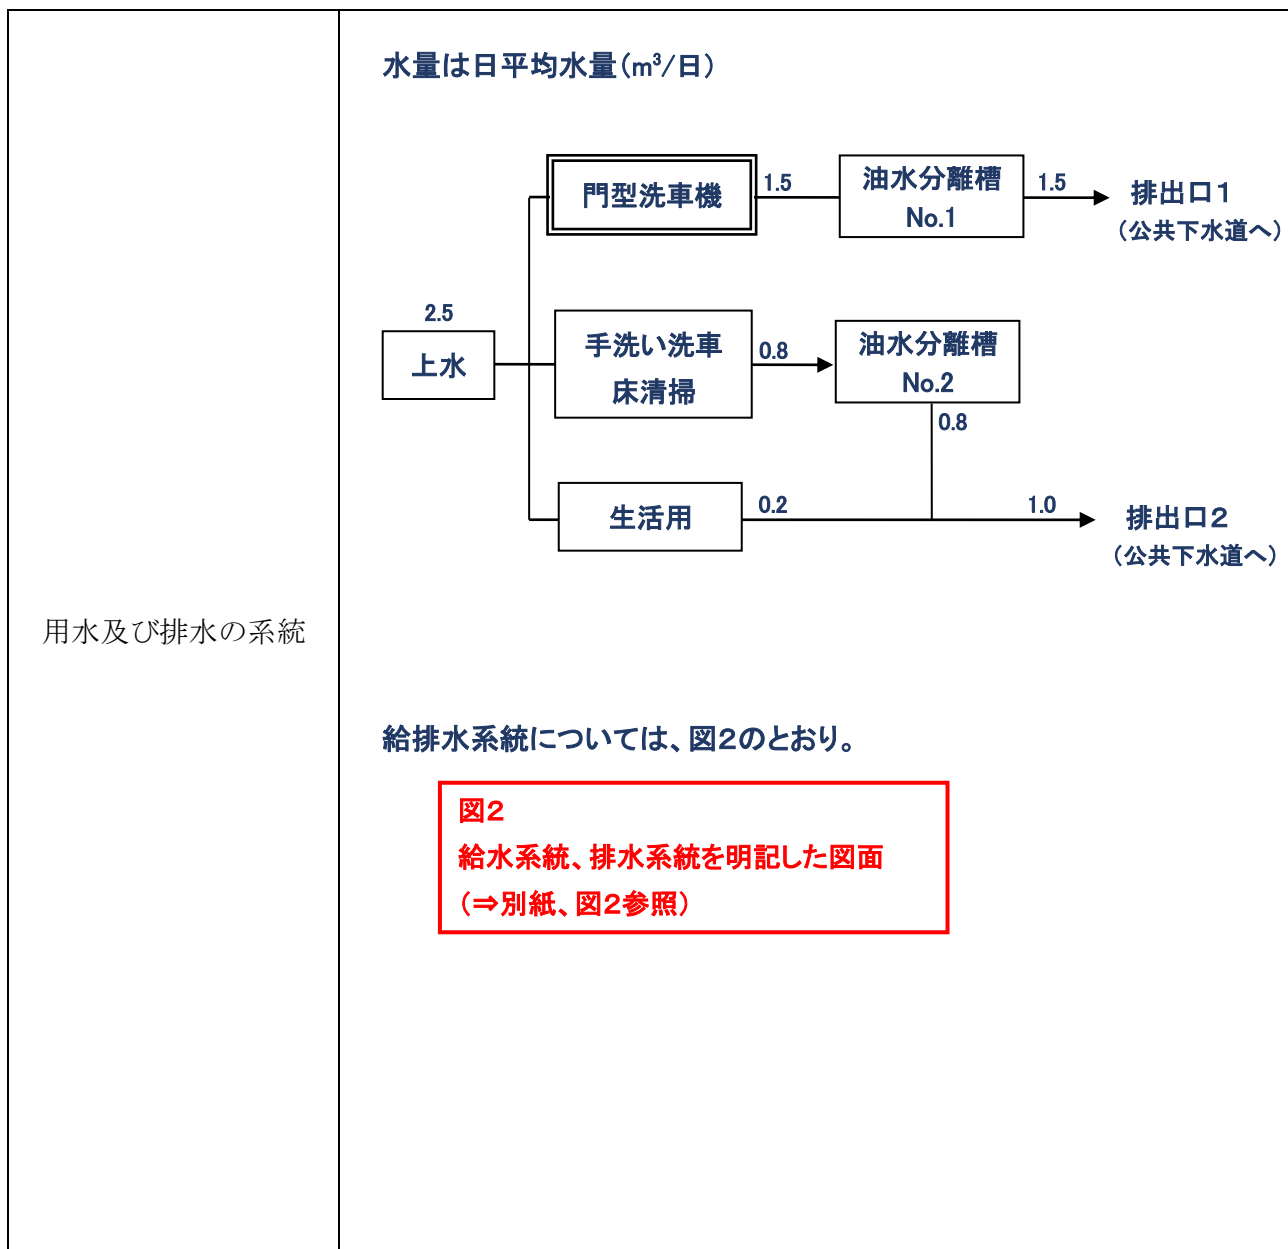 水量は日平均水量(m³/日)
門型洗車機
1.5
油水分離槽
No.1
1.5
排出口1
(公共下水道へ)
2.5
上水
手洗い洗車
床清掃
0.8
油水分離槽
No.2
0.8
生活用
0.2
1.0
排出口2
(公共下水道へ)
用水及び排水の系統
給排水系統については、図2のとおり。
図2
給水系統、排水系統を明記した図面
(⇒別紙、図2参照)